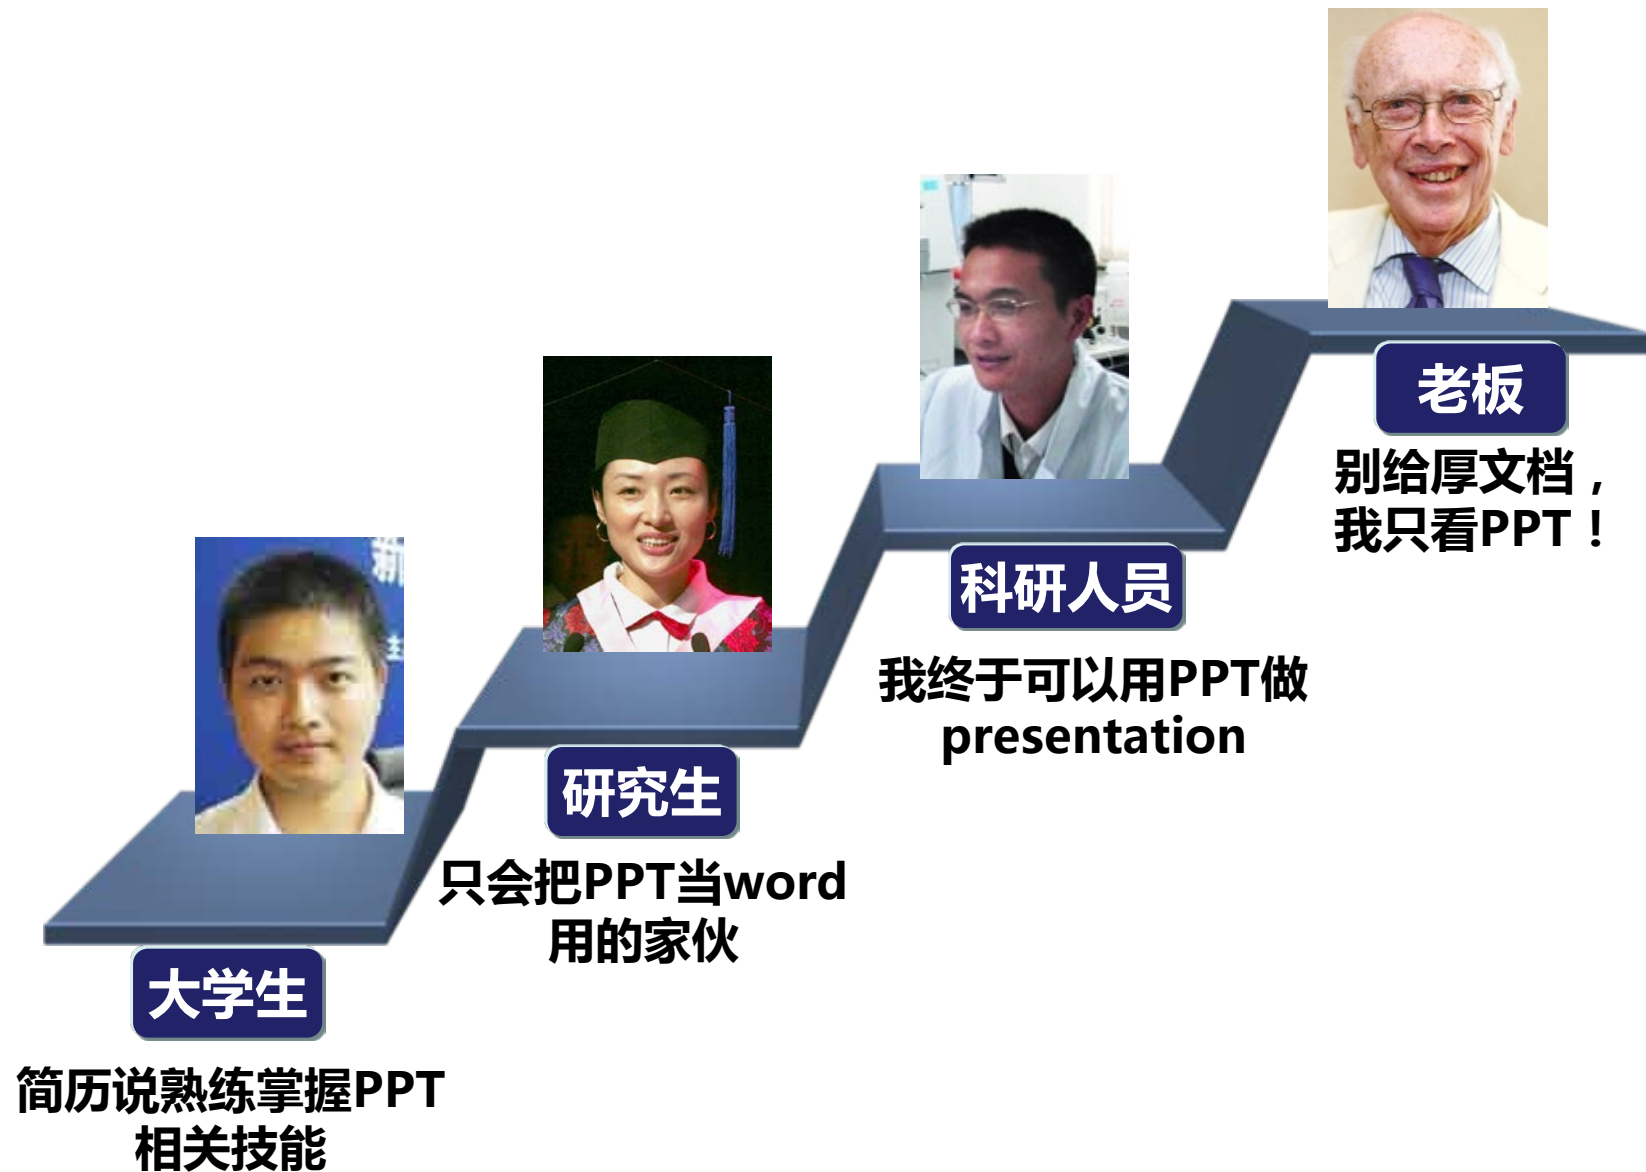 老板
别给厚文档，
我只看PPT！
科研人员
我终于可以用PPT做
presentation
研究生
只会把PPT当word
用的家伙
大学生
简历说熟练掌握PPT
相关技能